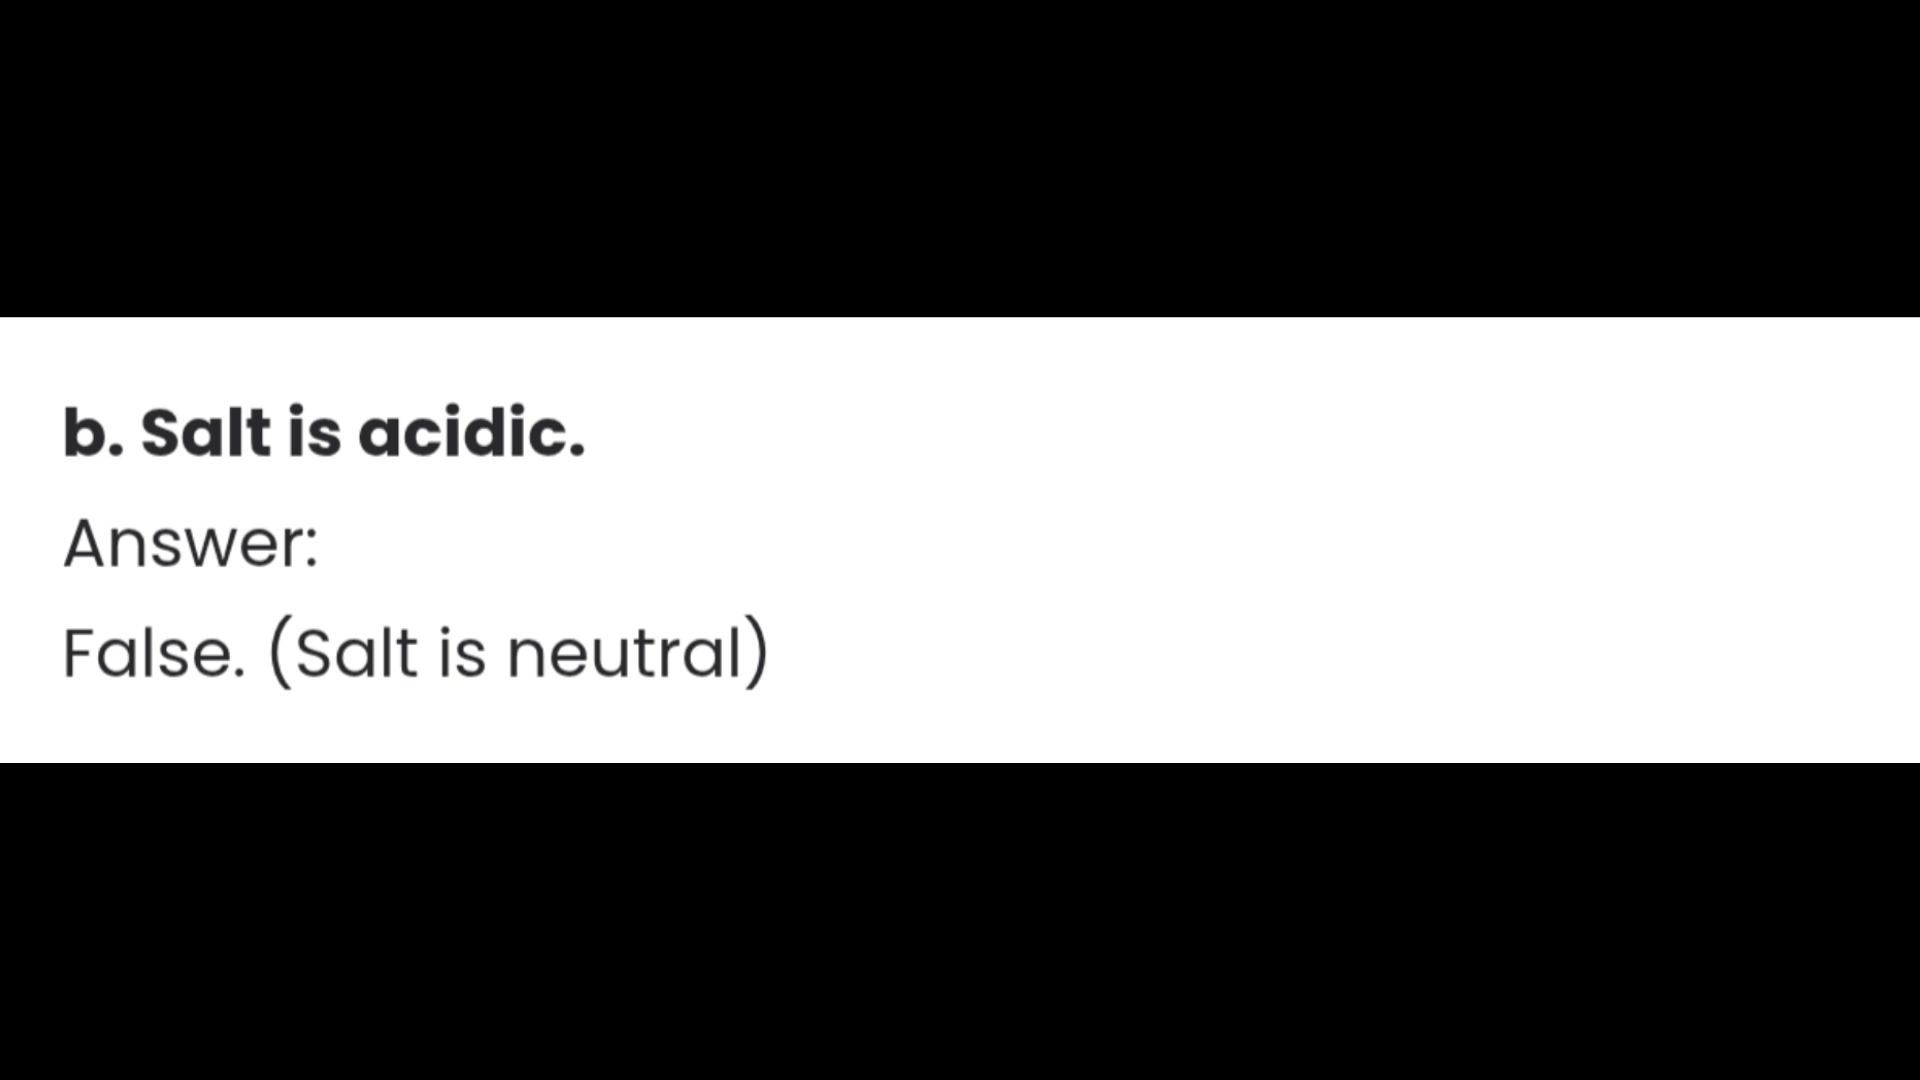 b. Salt is acidic.
Answer:
False. (Salt is neutral)